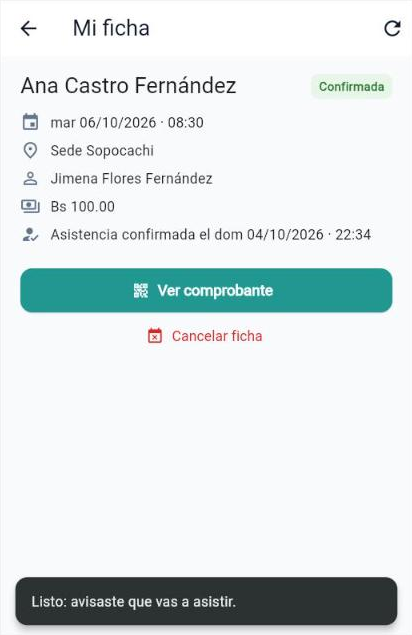 Mi ficha
Ana Castro Fernández
Confirmada
mar 06/10/2026 · 08:30
Sede Sopocachi
Jimena Flores Fernández
Bs 100.00
Asistencia confirmada el dom 04/10/2026 · 22:34
Ver comprobante
Cancelar ficha
Listo: avisaste que vas a asistir.